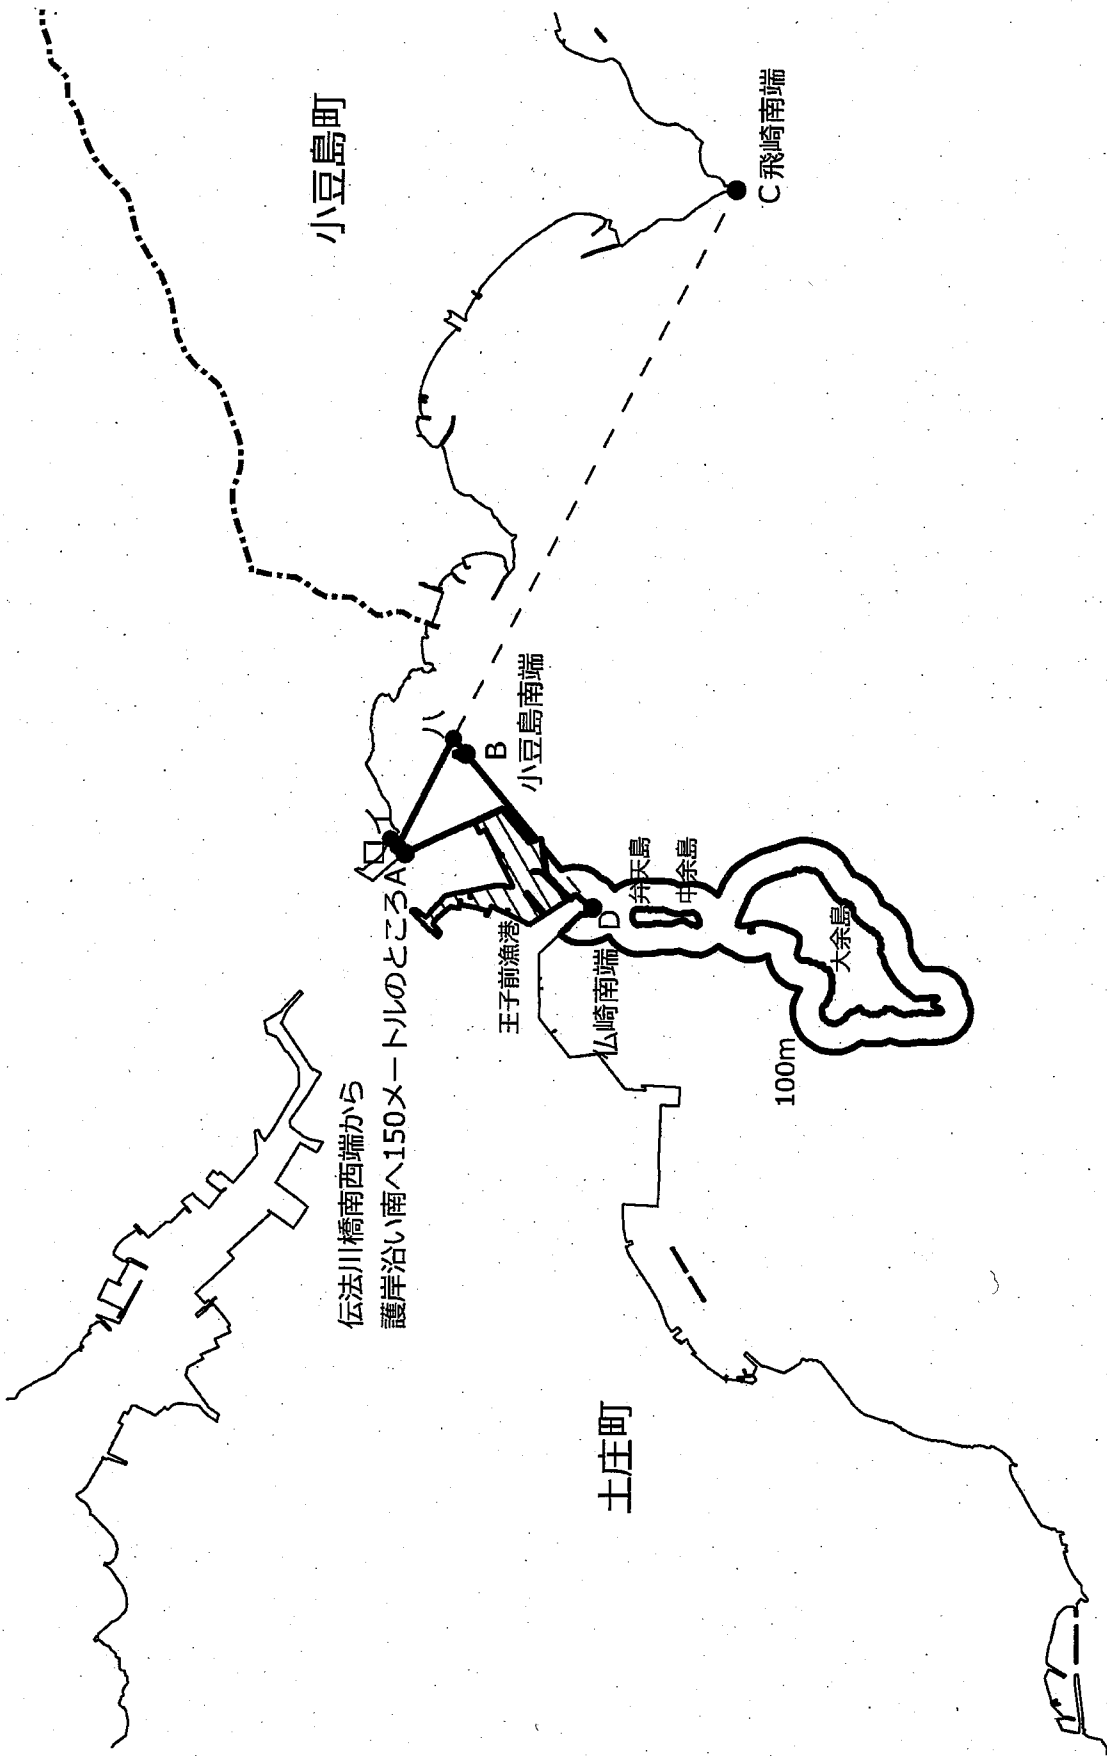 小豆島町
C 飛崎南端
イ
ロ
A
ハ
B
小豆島南端
伝法川橋南西端から
護岸沿い南へ150メートルのところ
王子前漁港
D
仏崎南端
弁天島
中余島
大余島
100m
土庄町